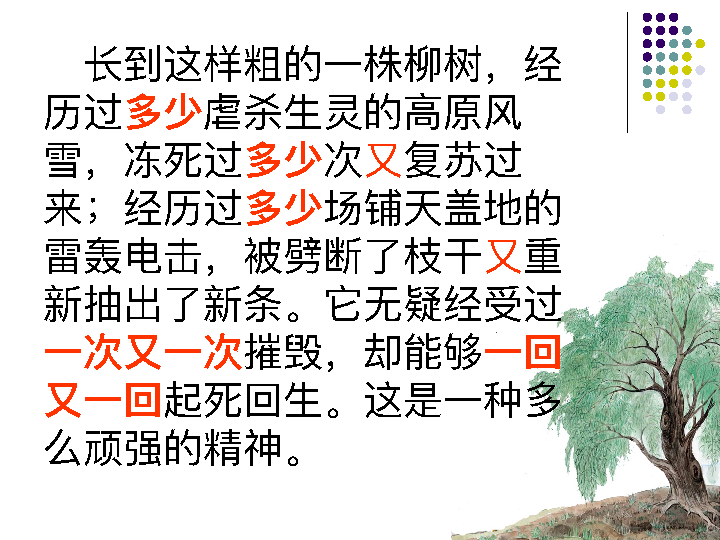 长到这样粗的一株柳树，经
历过多少虐杀生灵的高原风
雪，冻死过多少次又复苏过
来；经历过多少场铺天盖地的
雷轰电击，被劈断了枝干又重
新抽出了新条。它无疑经受过
一次又一次摧毁，却能够一回
又一回起死回生。这是一种多
么顽强的精神。